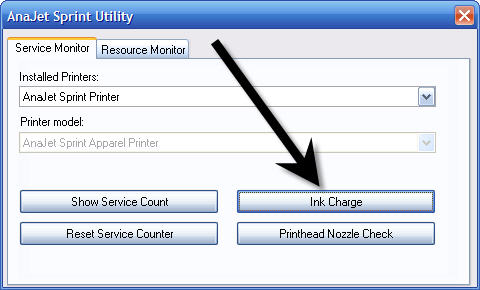 AnaJet Sprint Utility
Service Monitor
Resource Monitor
Installed Printers:
AnaJet Sprint Printer
Printer model:
AnaJet Sprint Apparel Printer
Show Service Count
Ink Charge
Reset Service Counter
Printhead Nozzle Check